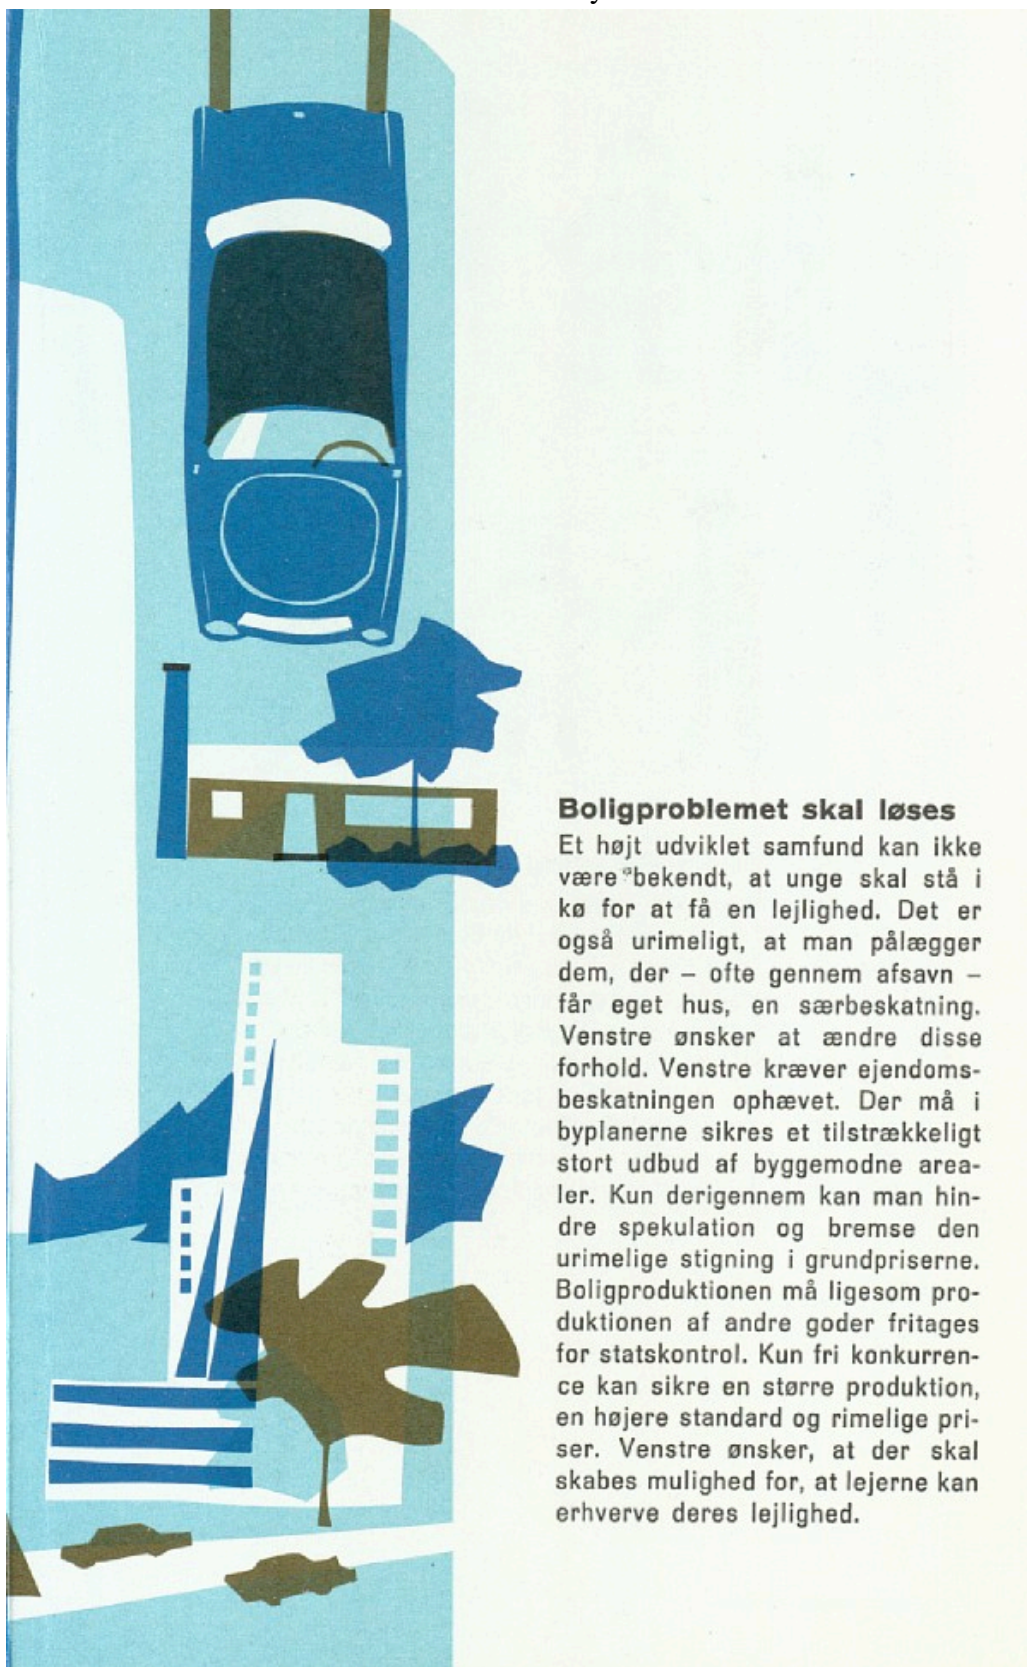 Boligproblemet skal løses
Et højt udviklet samfund kan ikke
være bekendt, at unge skal stå i
kø for at få en lejlighed. Det er
også urimeligt, at man pålægger
dem, der – ofte gennem afsavn –
får eget hus, en særbeskatning.
Venstre ønsker at ændre disse
forhold. Venstre kræver ejendoms-
beskatningen ophævet. Der må i
byplanerne sikres et tilstrækkeligt
stort udbud af byggemodne area-
ler. Kun derigennem kan man hin-
dre spekulation og bremse den
urimelige stigning i grundpriserne.
Boligproduktionen må ligesom pro-
duktionen af andre goder fritages
for statskontrol. Kun fri konkurren-
ce kan sikre en større produktion,
en højere standard og rimelige pri-
ser. Venstre ønsker, at der skal
skabes mulighed for, at lejerne kan
erhverve deres lejlighed.